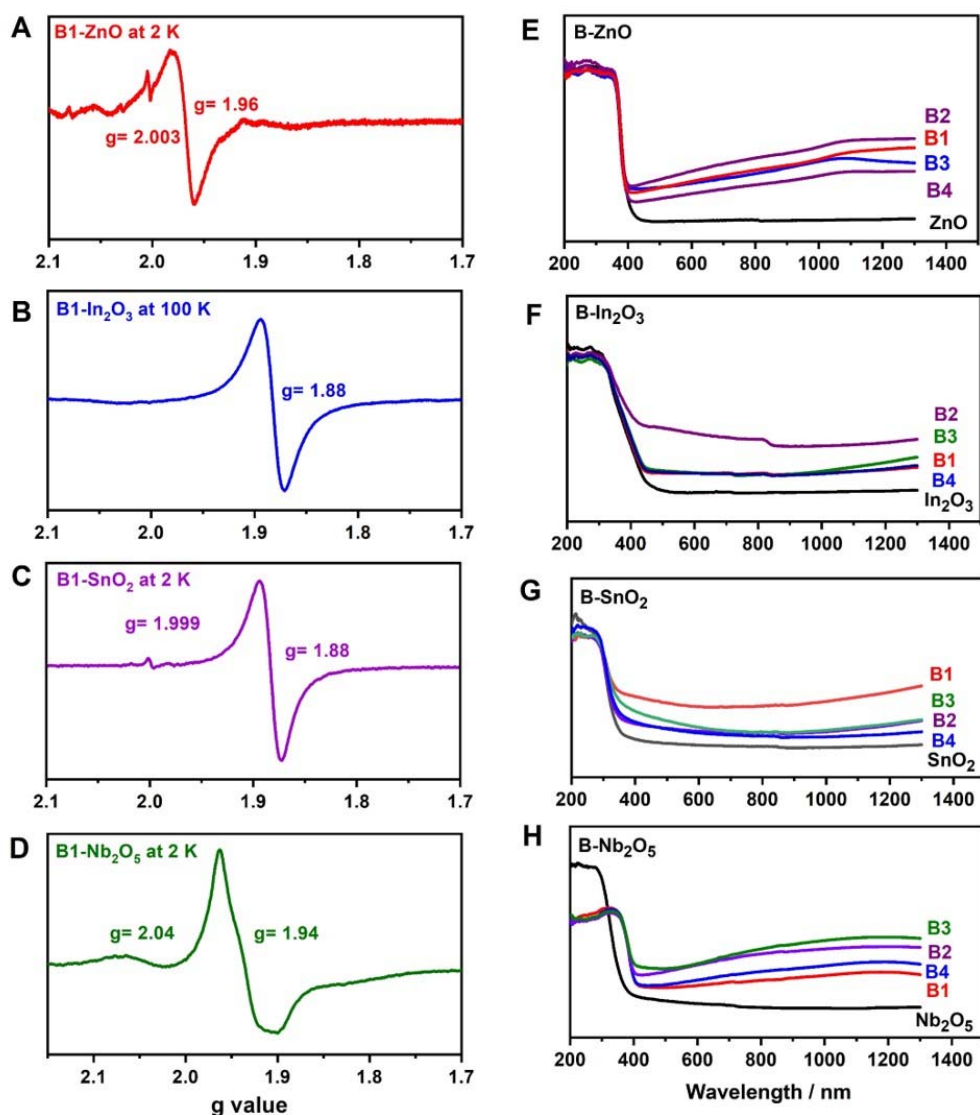 A
B1-ZnO at 2 K
g= 1.96
g= 2.003
2.1 2.0 1.9 1.8 1.7
B
B1-In₂O₃ at 100 K
g= 1.88
2.1 2.0 1.9 1.8 1.7
C
B1-SnO₂ at 2 K
g= 1.999
g= 1.88
2.1 2.0 1.9 1.8 1.7
D
B1-Nb₂O₅ at 2 K
g= 2.04
g= 1.94
2.1 2.0 1.9 1.8 1.7
g value
E
B-ZnO
B2
B1
B3
B4
ZnO
200 400 600 800 1000 1200 1400
F
B-In₂O₃
B2
B3
B1
B4
In₂O₃
200 400 600 800 1000 1200 1400
G
B-SnO₂
B1
B3
B2
B4
SnO₂
200 400 600 800 1000 1200 1400
H
B-Nb₂O₅
B3
B2
B4
B1
Nb₂O₅
200 400 600 800 1000 1200 1400
Wavelength / nm